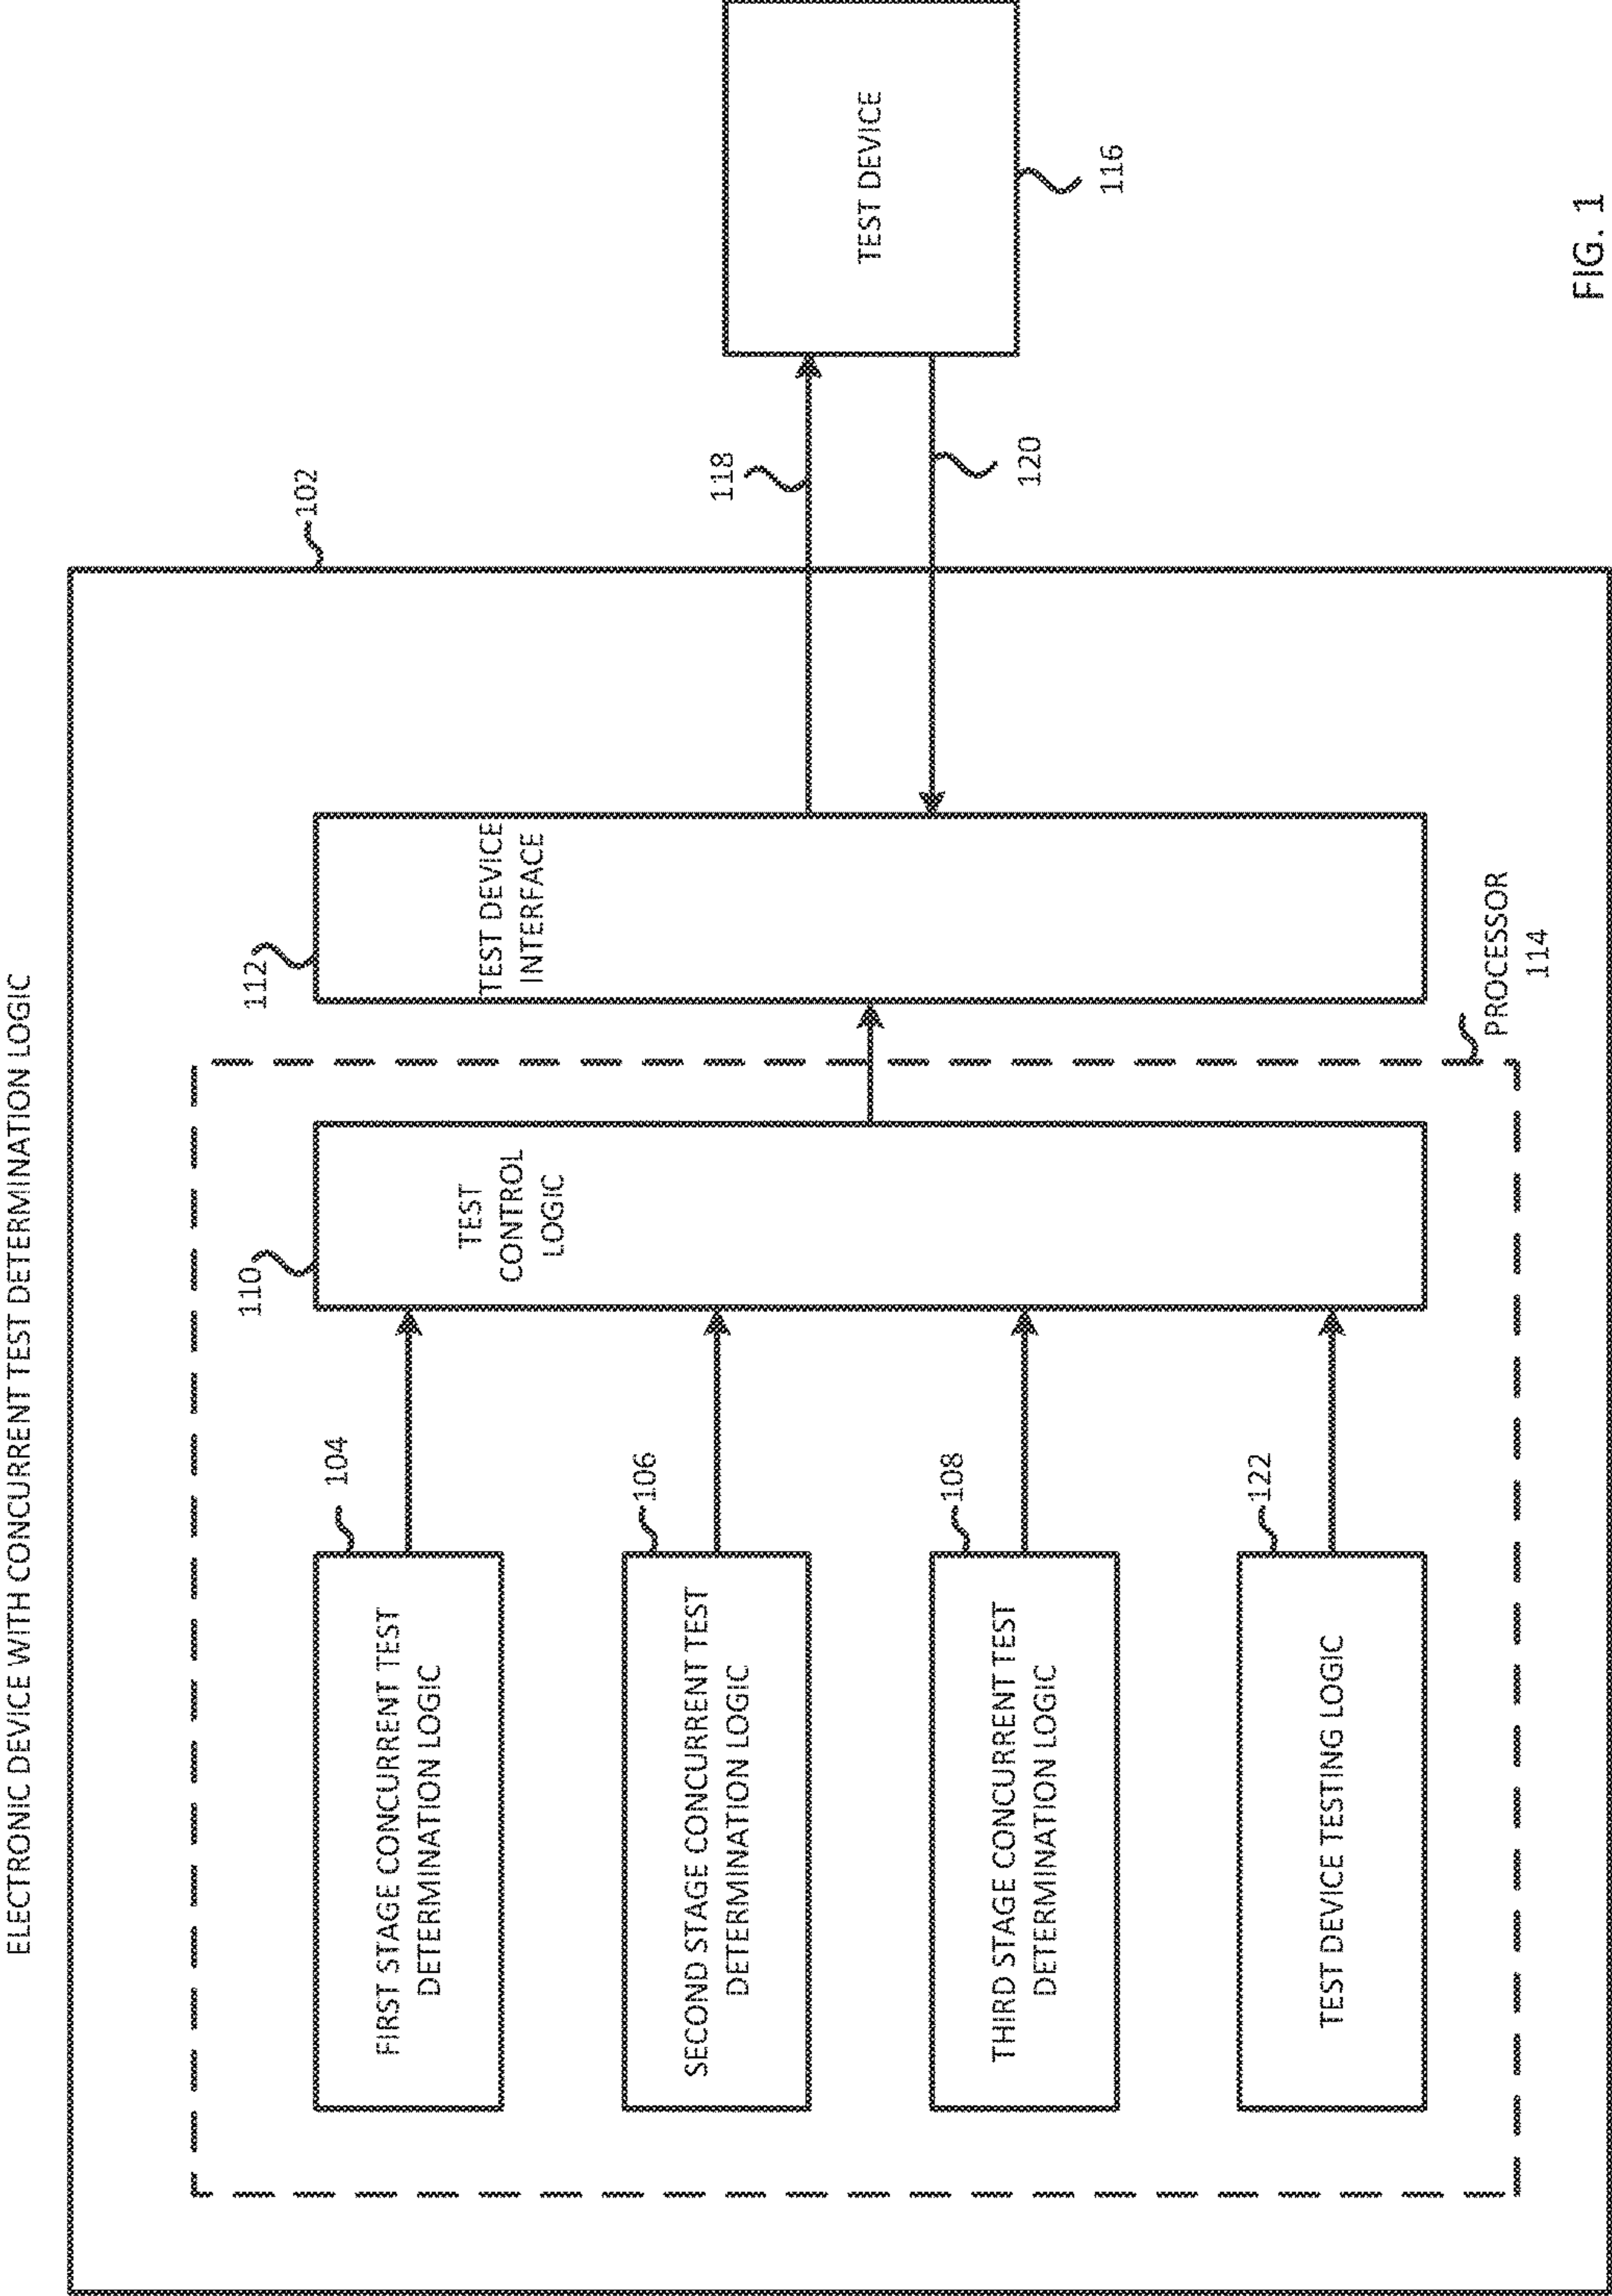 ELECTRONIC DEVICE WITH CONCURRENT TEST DETERMINATION LOGIC
102
104
FIRST STAGE CONCURRENT TEST
DETERMINATION LOGIC
110
TEST
CONTROL
LOGIC
112
TEST DEVICE
INTERFACE
106
SECOND STAGE CONCURRENT TEST
DETERMINATION LOGIC
118
TEST DEVICE
120
116
108
THIRD STAGE CONCURRENT TEST
DETERMINATION LOGIC
122
TEST DEVICE TESTING LOGIC
PROCESSOR
114
FIG. 1